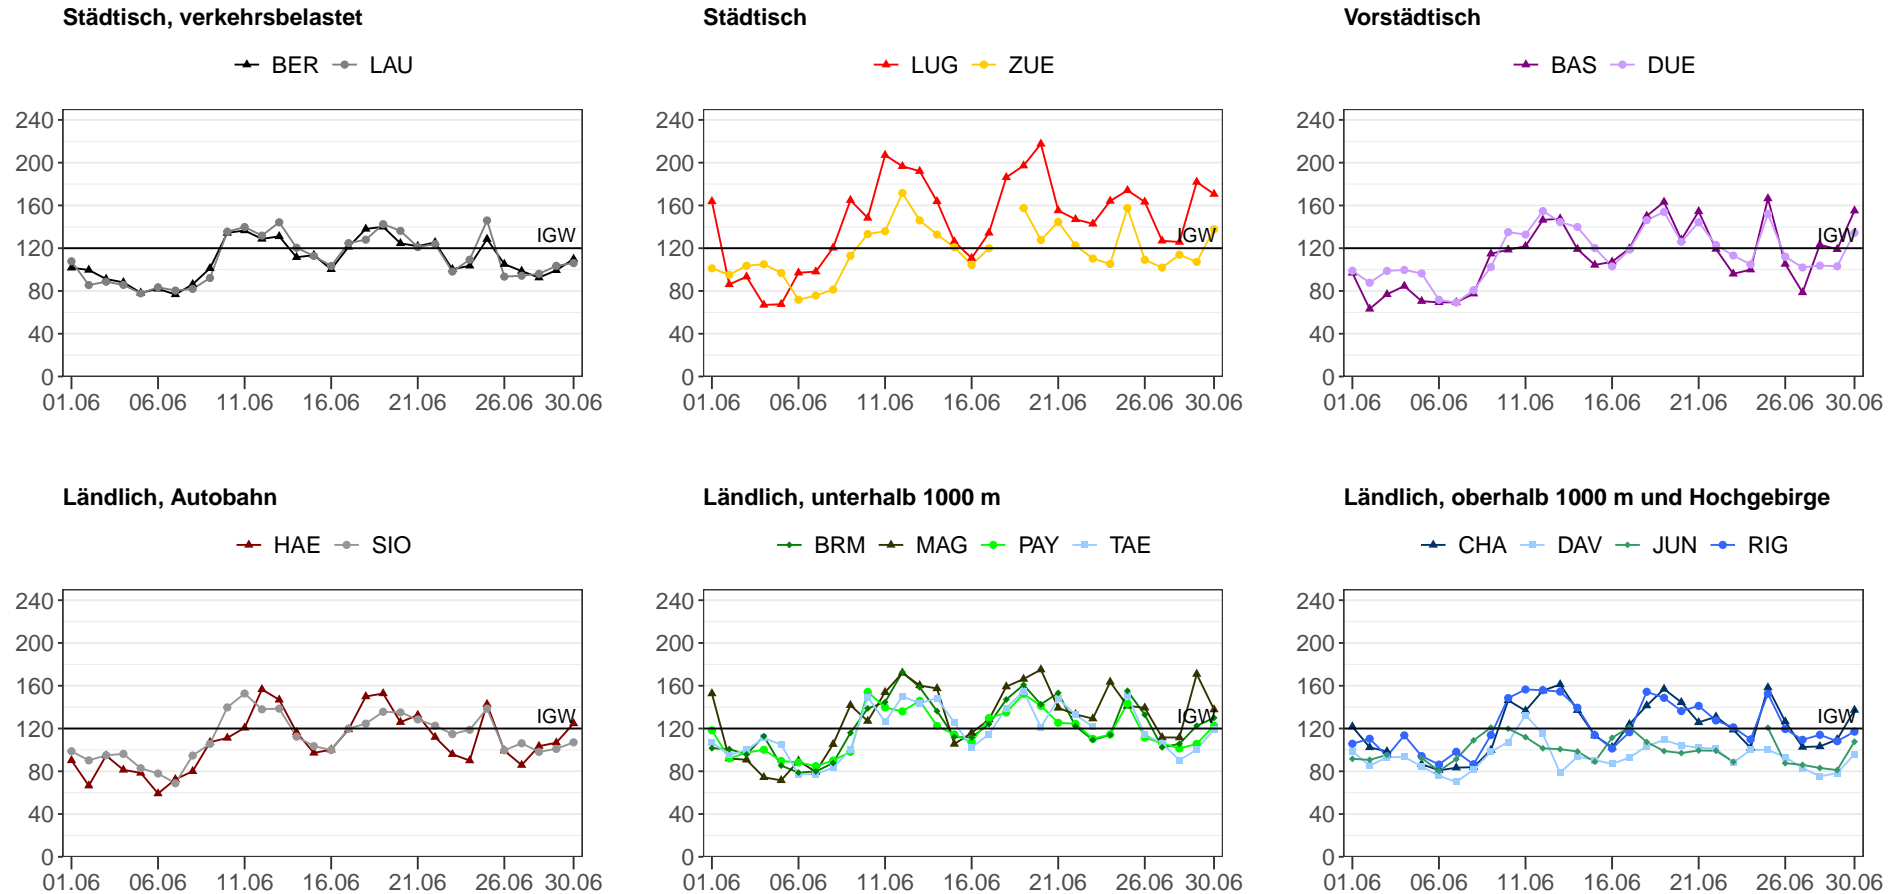 Städtisch, verkehrsbelastet
BER LAU
240
200
160
120
80
40
0
IGW
01.06 06.06 11.06 16.06 21.06 26.06 30.06
Städtisch
LUG ZUE
240
200
160
120
80
40
0
IGW
01.06 06.06 11.06 16.06 21.06 26.06 30.06
Vorstädtisch
BAS DUE
240
200
160
120
80
40
0
IGW
01.06 06.06 11.06 16.06 21.06 26.06 30.06
Ländlich, Autobahn
HAE SIO
240
200
160
120
80
40
0
IGW
01.06 06.06 11.06 16.06 21.06 26.06 30.06
Ländlich, unterhalb 1000 m
BRM MAG PAY TAE
240
200
160
120
80
40
0
IGW
01.06 06.06 11.06 16.06 21.06 26.06 30.06
Ländlich, oberhalb 1000 m und Hochgebirge
CHA DAV JUN RIG
240
200
160
120
80
40
0
IGW
01.06 06.06 11.06 16.06 21.06 26.06 30.06